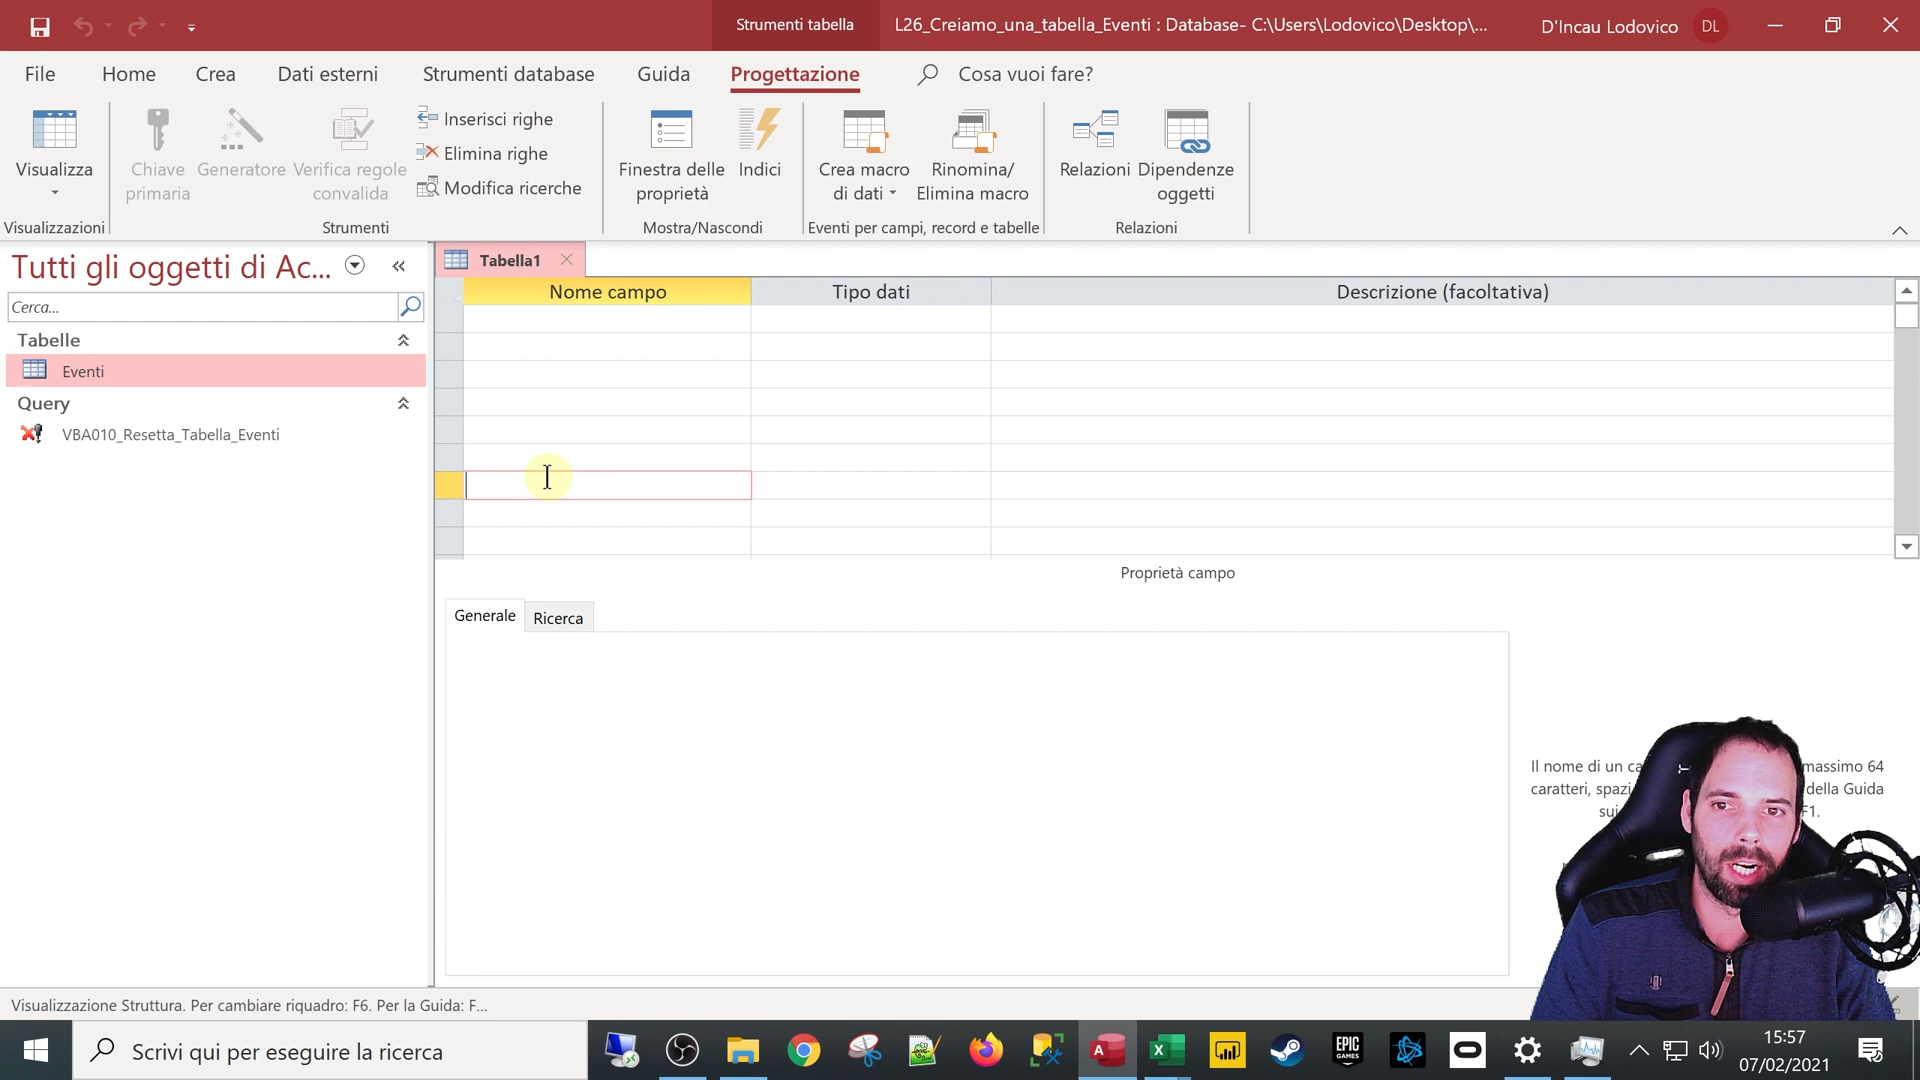 Strumenti tabella
L26_Creiamo_una_tabella_Eventi : Database- C:\Users\Lodovico\Desktop\...
D'Incau Lodovico
DL
File
Home
Crea
Dati esterni
Strumenti database
Guida
Progettazione
Cosa vuoi fare?
Visualizza
Chiave
primaria
Generatore
Verifica regole
convalida
Inserisci righe
Elimina righe
Modifica ricerche
Finestra delle
proprietà
Indici
Crea macro
di dati
Rinomina/
Elimina macro
Relazioni
Dipendenze
oggetti
Visualizzazioni
Strumenti
Mostra/Nascondi
Eventi per campi, record e tabelle
Relazioni
Tutti gli oggetti di Ac...
Cerca...
Tabelle
Eventi
Query
VBA010_Resetta_Tabella_Eventi
Tabella1
Nome campo
Tipo dati
Descrizione (facoltativa)
Proprietà campo
Generale
Ricerca
Il nome di un massimo 64
caratteri, della Guida
F1.
Visualizzazione Struttura. Per cambiare riquadro: F6. Per la Guida: F...
Scrivi qui per eseguire la ricerca
A
X
EPIC
GAMES
15:57
07/02/2021